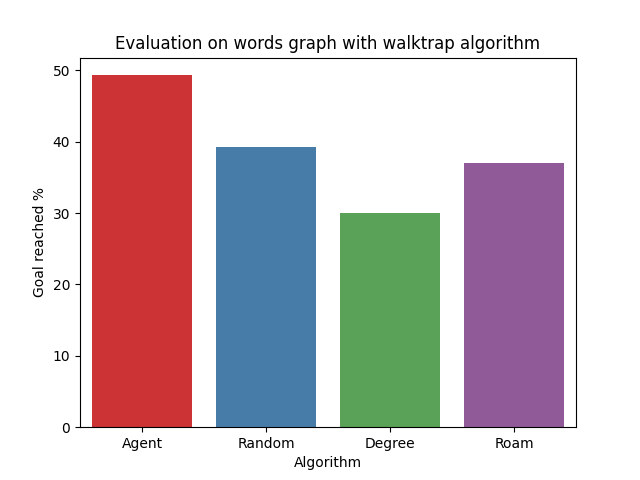 Evaluation on words graph with walktrap algorithm
50
40
30
20
10
0
Goal reached %
Agent
Random
Degree
Roam
Algorithm